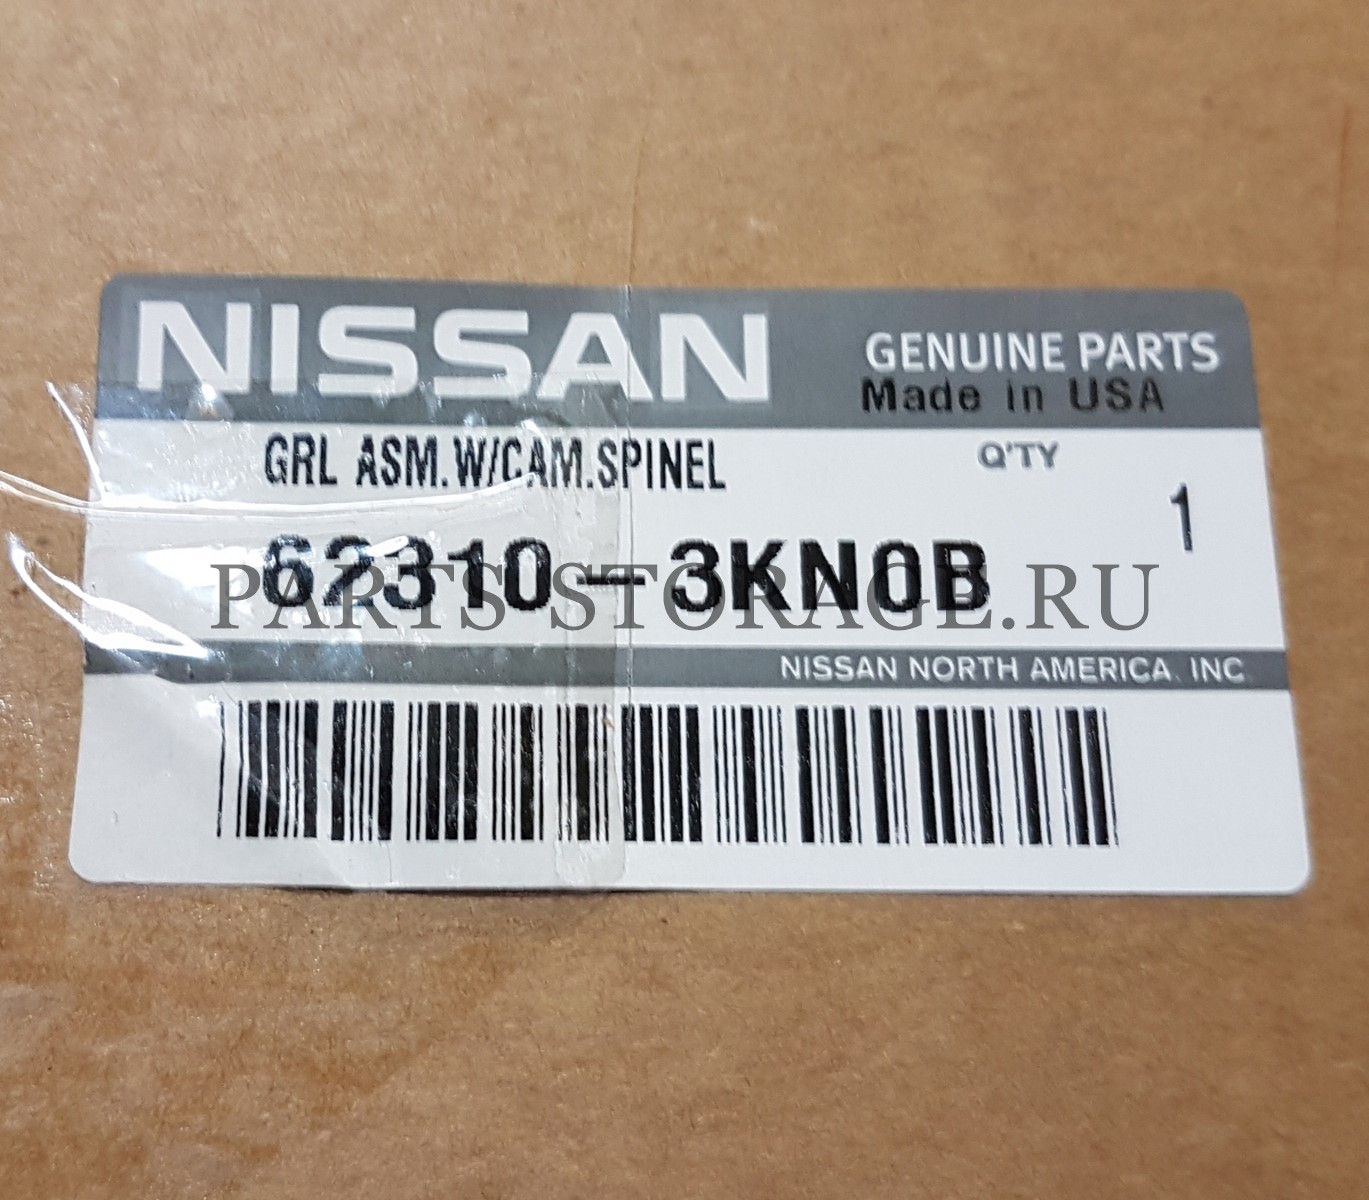 NISSAN
GENUINE PARTS
Made in USA
GRL ASM.W/CAM.SPINEL
Q'TY
1
62310-3KN0B
PARTS-STORAGE.RU
NISSAN NORTH AMERICA, INC.